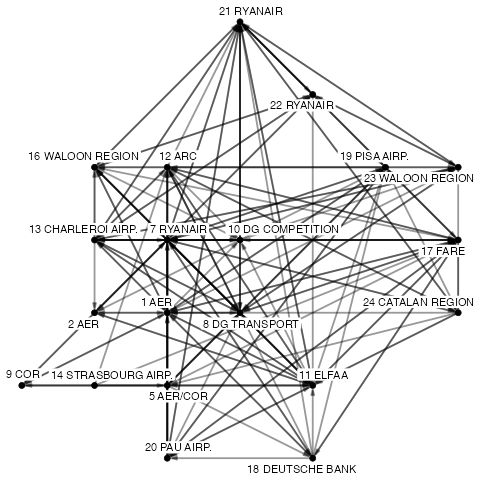 21 RYANAIR
22 RYANAIR
16 WALOON REGION
12 ARC
19 PISA AIRP.
23 WALOON REGION
13 CHARLEROI AIRP.
7 RYANAIR
10 DG COMPETITION
17 FARE
2 AER
1 AER
8 DG TRANSPORT
24 CATALAN REGION
9 COR
14 STRASBOURG AIRP.
5 AER/COR
11 ELFAA
20 PAU AIRP.
18 DEUTSCHE BANK